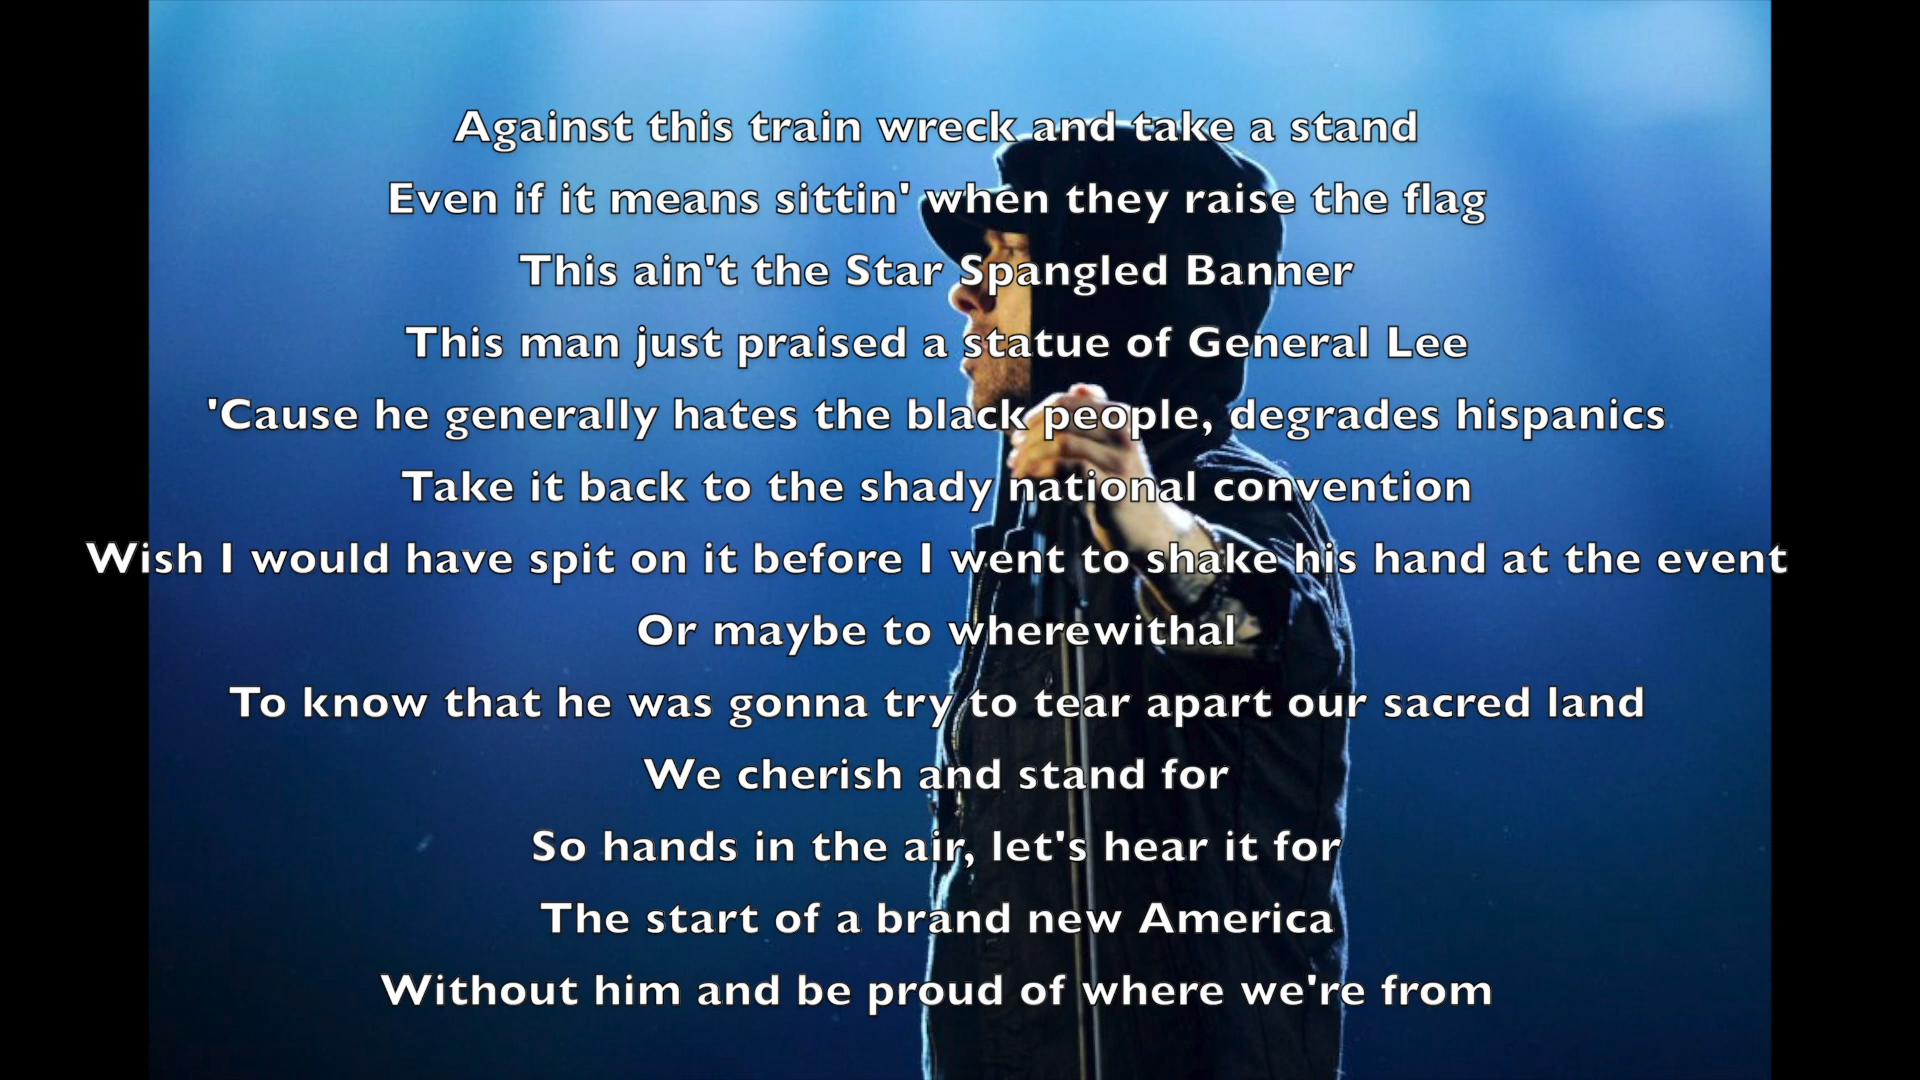 Against this train wreck and take a stand
Even if it means sittin' when they raise the flag
This ain't the Star Spangled Banner
This man just praised a statue of General Lee
'Cause he generally hates the black people, degrades hispanics
Take it back to the shady national convention
Wish I would have spit on it before I went to shake his hand at the event
Or maybe to wherewithal
To know that he was gonna try to tear apart our sacred land
We cherish and stand for
So hands in the air, let's hear it for
The start of a brand new America
Without him and be proud of where we're from